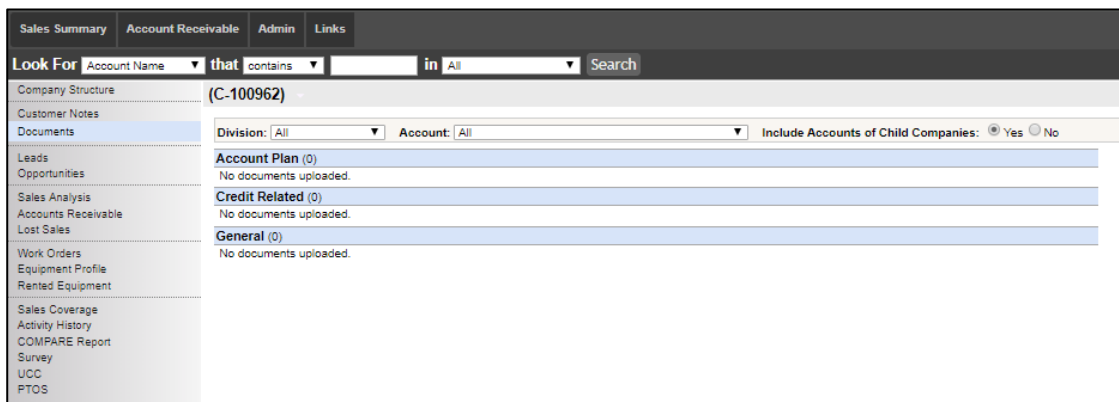 Sales Summary Account Receivable Admin Links
Look For Account Name that contains in All Search
Company Structure
Customer Notes
Documents
Leads
Opportunities
Sales Analysis
Accounts Receivable
Lost Sales
Work Orders
Equipment Profile
Rented Equipment
Sales Coverage
Activity History
COMPARE Report
Survey
UCC
PTOS
(C-100962)
Division: All Account: All Include Accounts of Child Companies: Yes No
Account Plan (0)
No documents uploaded.
Credit Related (0)
No documents uploaded.
General (0)
No documents uploaded.